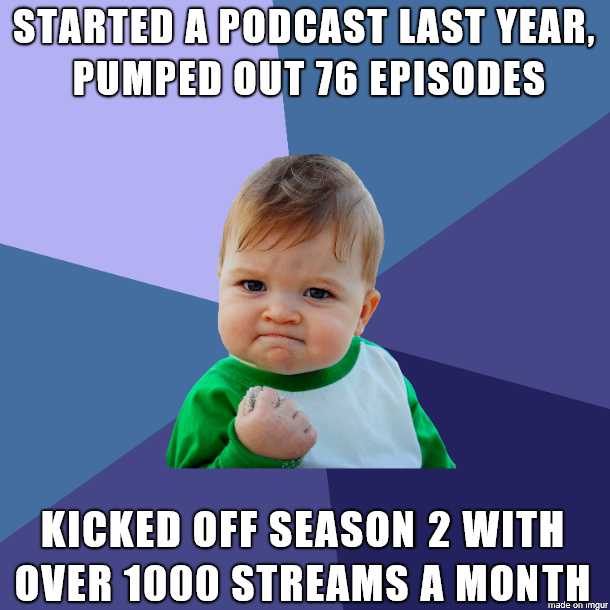 STARTED A PODCAST LAST YEAR,
PUMPED OUT 76 EPISODES
KICKED OFF SEASON 2 WITH
OVER 1000 STREAMS A MONTH
made on imgur